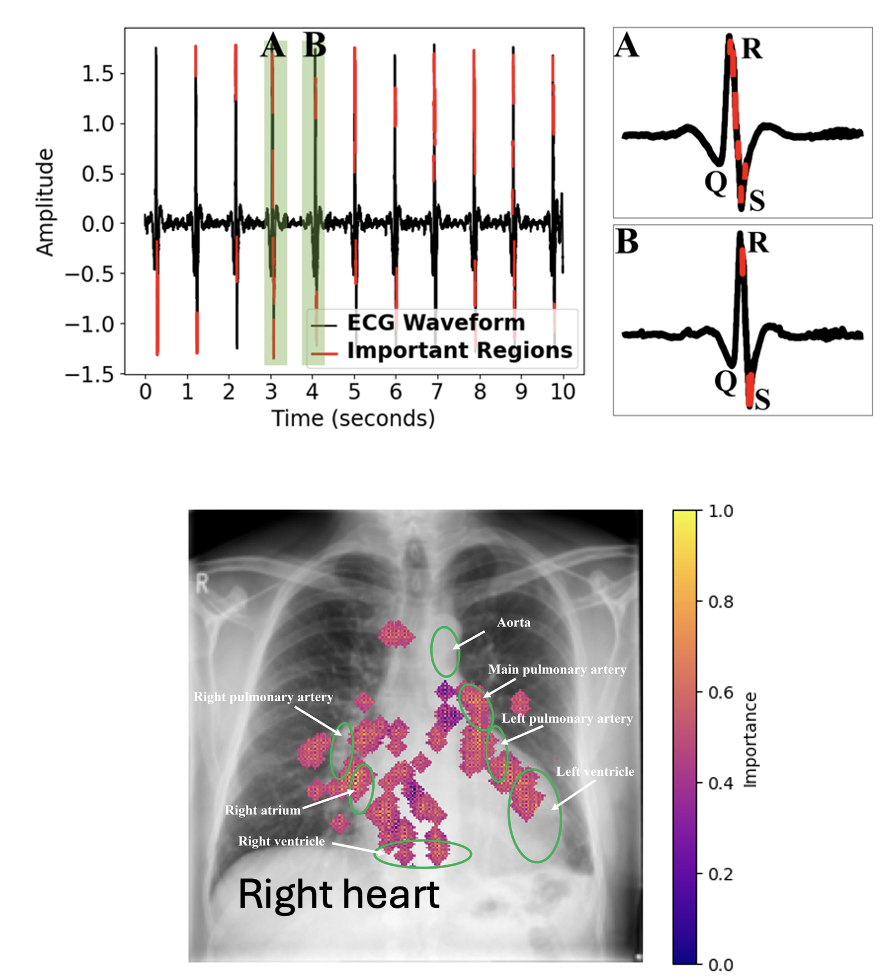 A B
1.5
1.0
0.5
0.0
−0.5
−1.0
−1.5
Amplitude
ECG Waveform
Important Regions
0 1 2 3 4 5 6 7 8 9 10
Time (seconds)
A
R
Q
S
B
R
Q
S
R
Aorta
Main pulmonary artery
Right pulmonary artery
Left pulmonary artery
Left ventricle
Right atrium
Right ventricle
Right heart
1.0
0.8
0.6
0.4
0.2
0.0
Importance